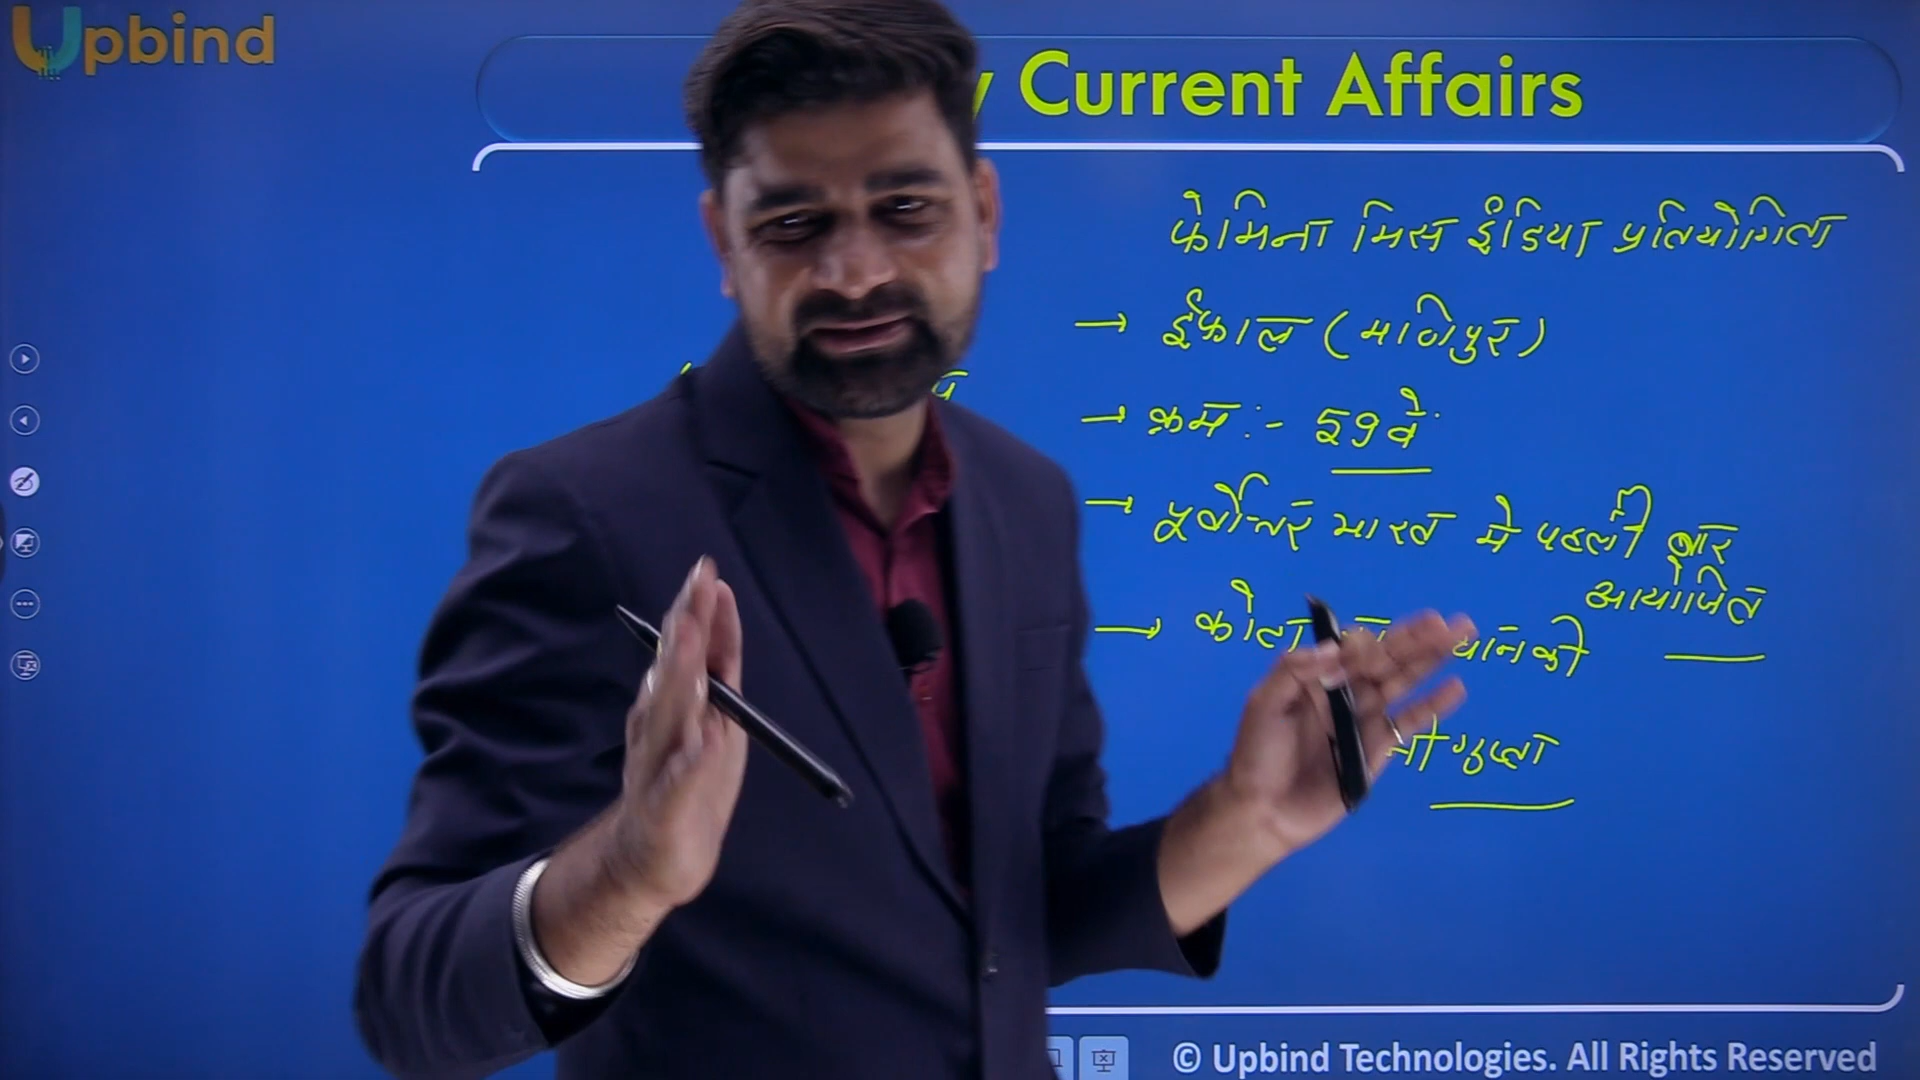 Upbind
y Current Affairs
फेमिना मिस इंडिया प्रतियोगिता
→ इंफाल (मणिपुर)
→ क्रम :- 59वें
→ पूर्वोत्तर भारत में पहली बार
आयोजित
→ कोटा की
गुप्ता
© Upbind Technologies. All Rights Reserved